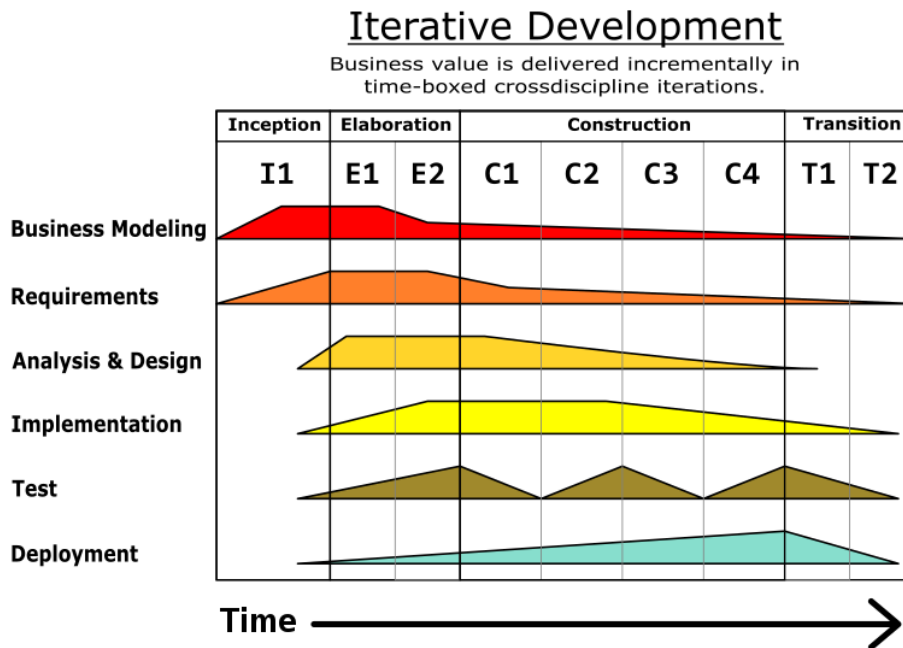 Iterative Development
Business value is delivered incrementally in
time-boxed crossdiscipline iterations.
Inception Elaboration Construction Transition
I1 E1 E2 C1 C2 C3 C4 T1 T2
Business Modeling
Requirements
Analysis & Design
Implementation
Test
Deployment
Time